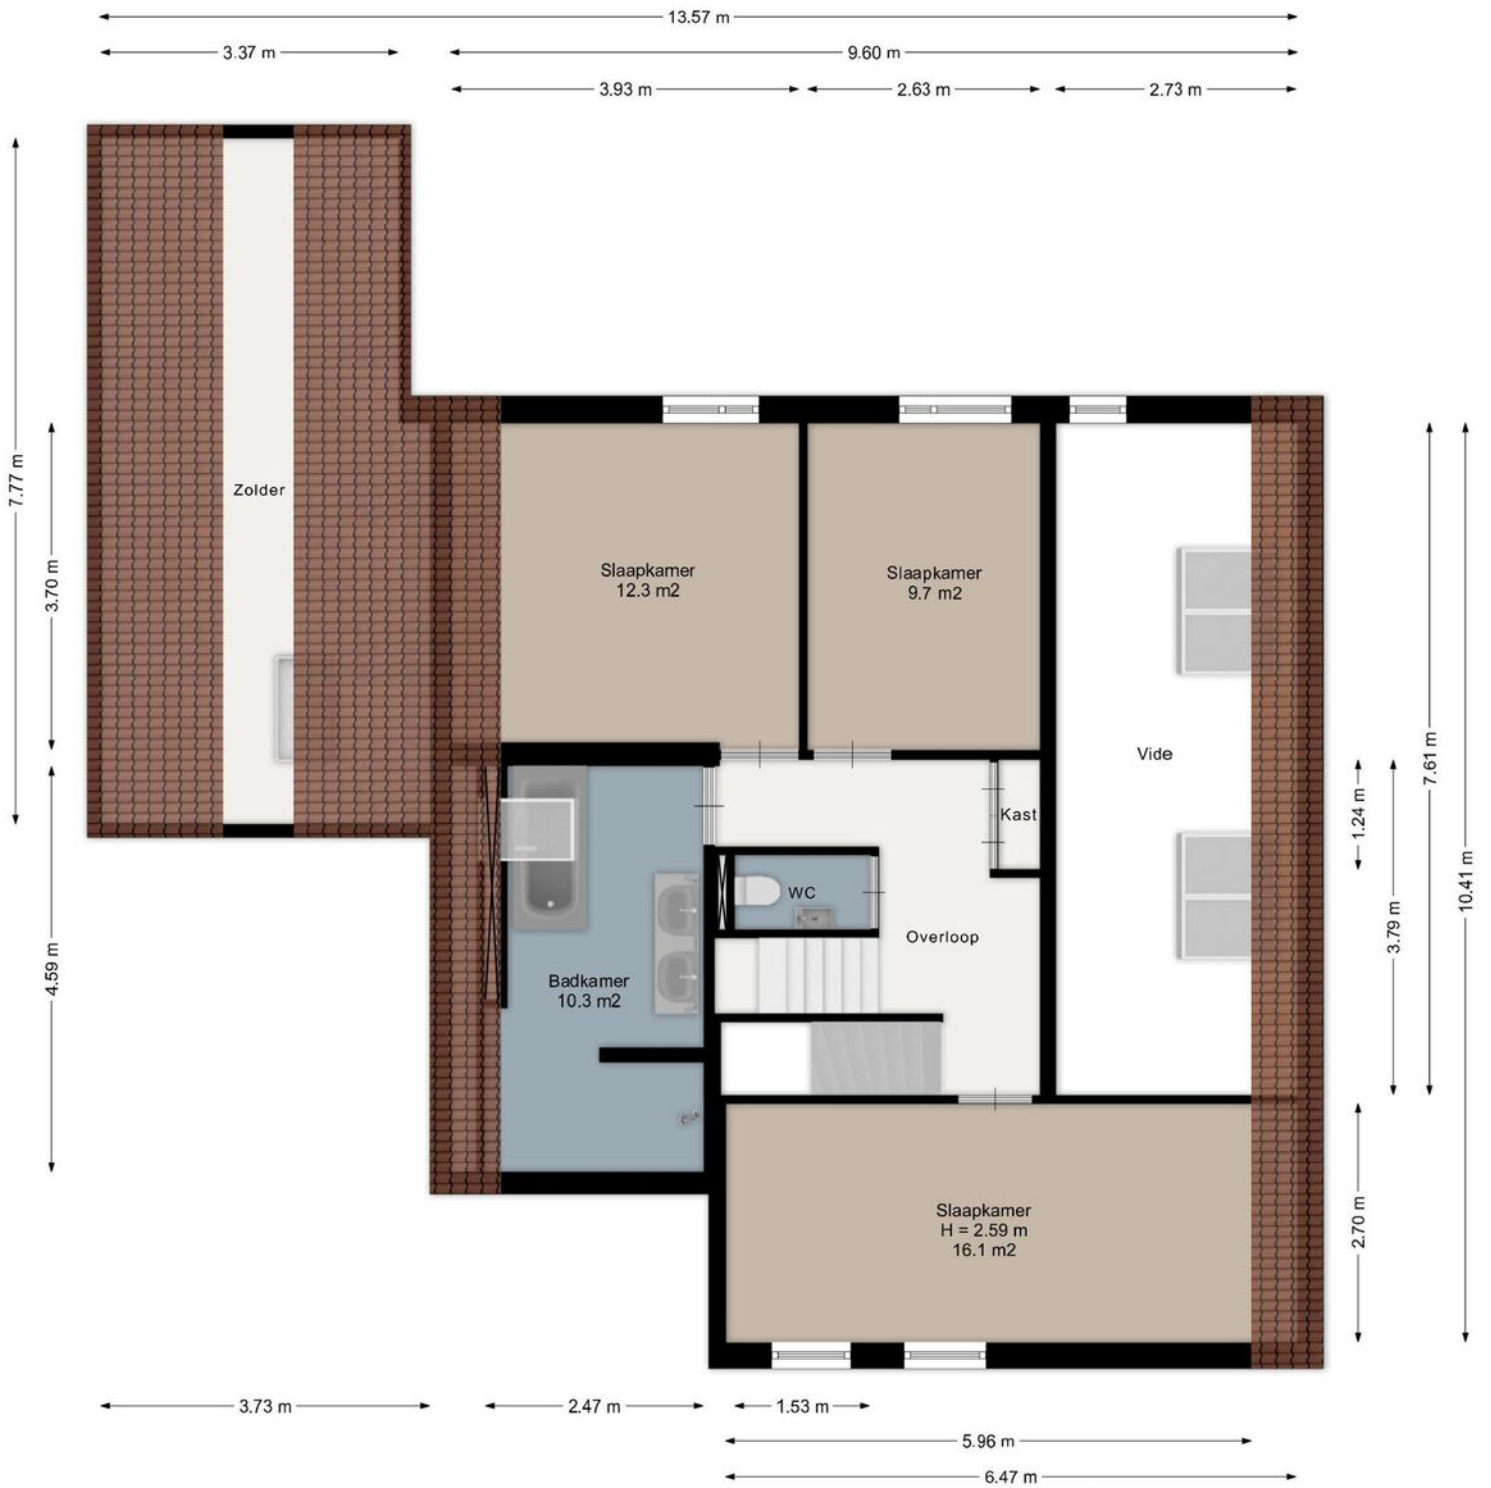 13.57 m
3.37 m
9.60 m
3.93 m
2.63 m
2.73 m
7.77 m
3.70 m
4.59 m
Zolder
Slaapkamer
12.3 m2
Slaapkamer
9.7 m2
Vide
Kast
WC
Overloop
Badkamer
10.3 m2
Slaapkamer
H = 2.59 m
16.1 m2
1.24 m
3.79 m
7.61 m
10.41 m
2.70 m
3.73 m
2.47 m
1.53 m
5.96 m
6.47 m